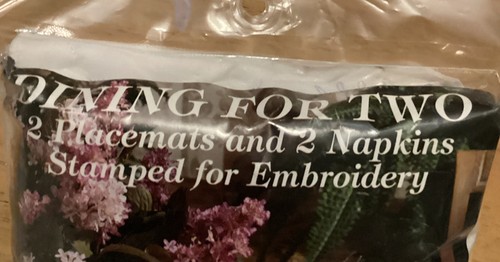 DINING FOR TWO
2 Placemats and 2 Napkins
Stamped for Embroidery